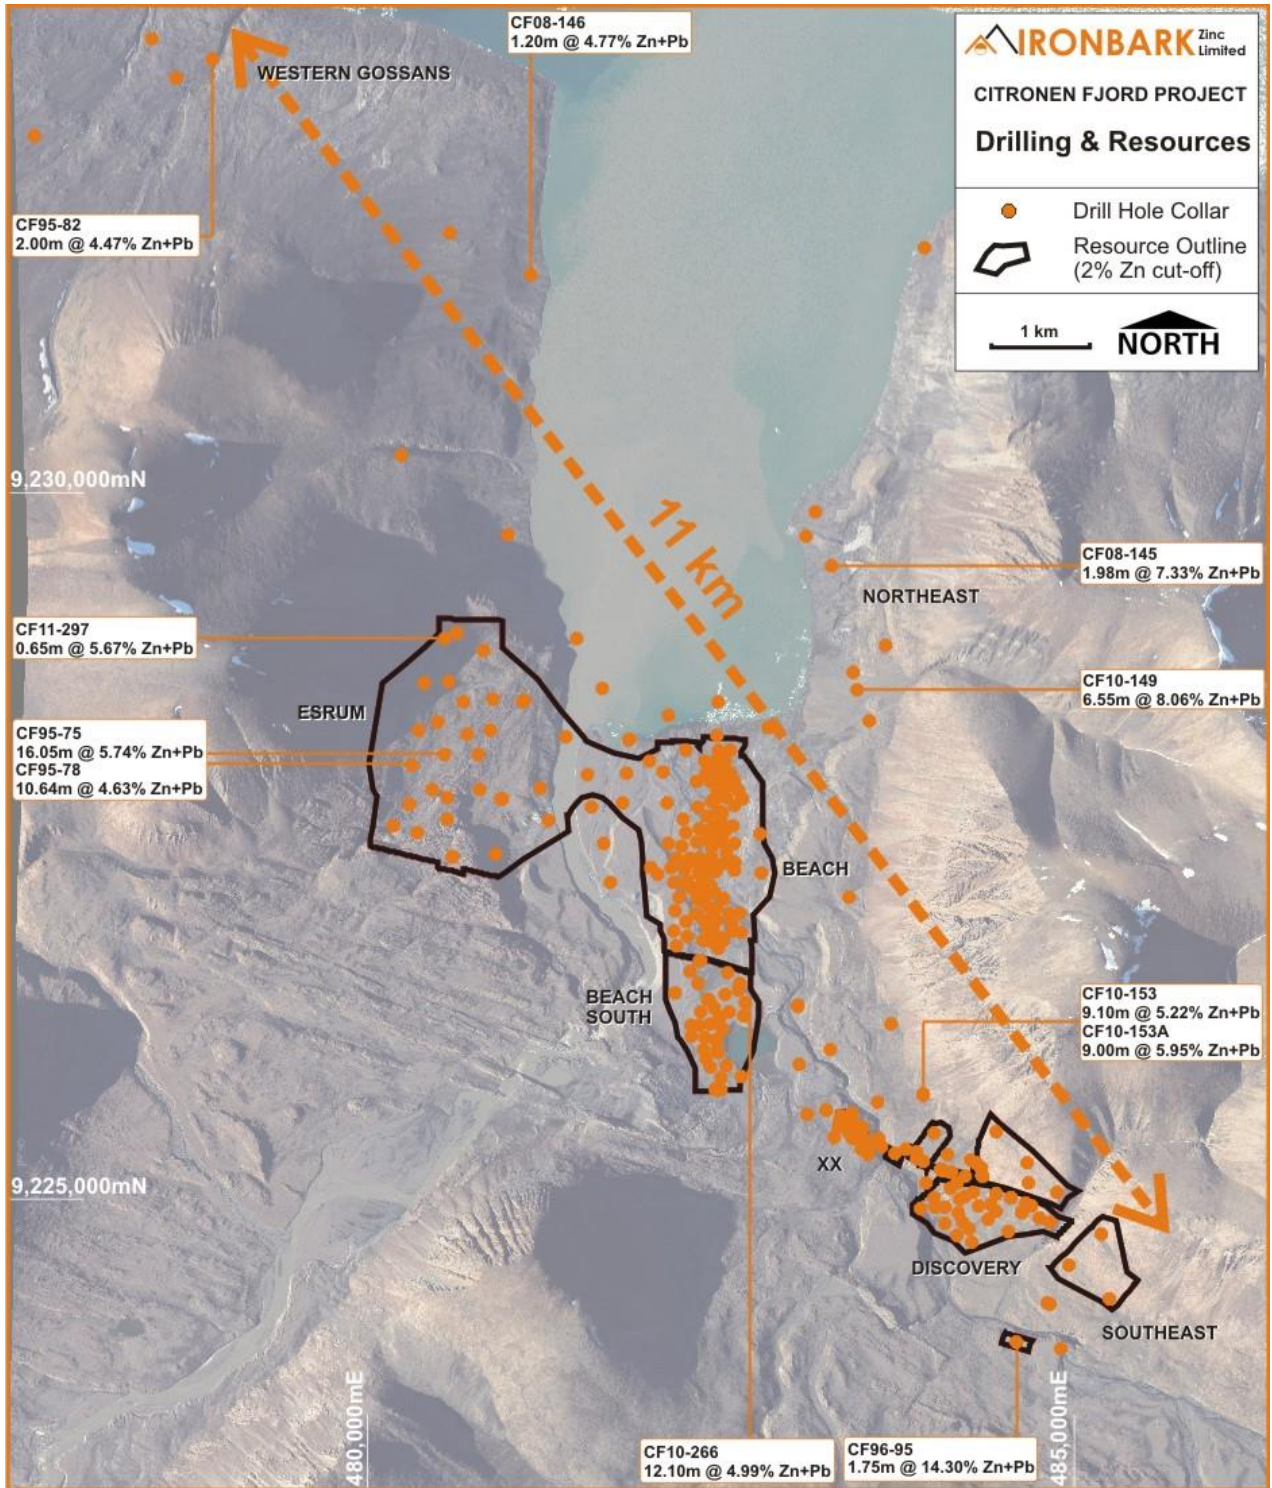 CF08-146
1.20m @ 4.77% Zn+Pb
IRONBARK Zinc Limited
CITRONEN FJORD PROJECT
Drilling & Resources
Drill Hole Collar
Resource Outline
(2% Zn cut-off)
1 km
NORTH
WESTERN GOSSANS
CF95-82
2.00m @ 4.47% Zn+Pb
9,230,000mN
11 km
CF08-145
1.98m @ 7.33% Zn+Pb
NORTHEAST
CF11-297
0.65m @ 5.67% Zn+Pb
CF10-149
6.55m @ 8.06% Zn+Pb
ESRUM
CF95-75
16.05m @ 5.74% Zn+Pb
CF95-78
10.64m @ 4.63% Zn+Pb
BEACH
BEACH
SOUTH
CF10-153
9.10m @ 5.22% Zn+Pb
CF10-153A
9.00m @ 5.95% Zn+Pb
XX
9,225,000mN
DISCOVERY
SOUTHEAST
480,000mE
485,000mE
CF10-266
12.10m @ 4.99% Zn+Pb
CF96-95
1.75m @ 14.30% Zn+Pb